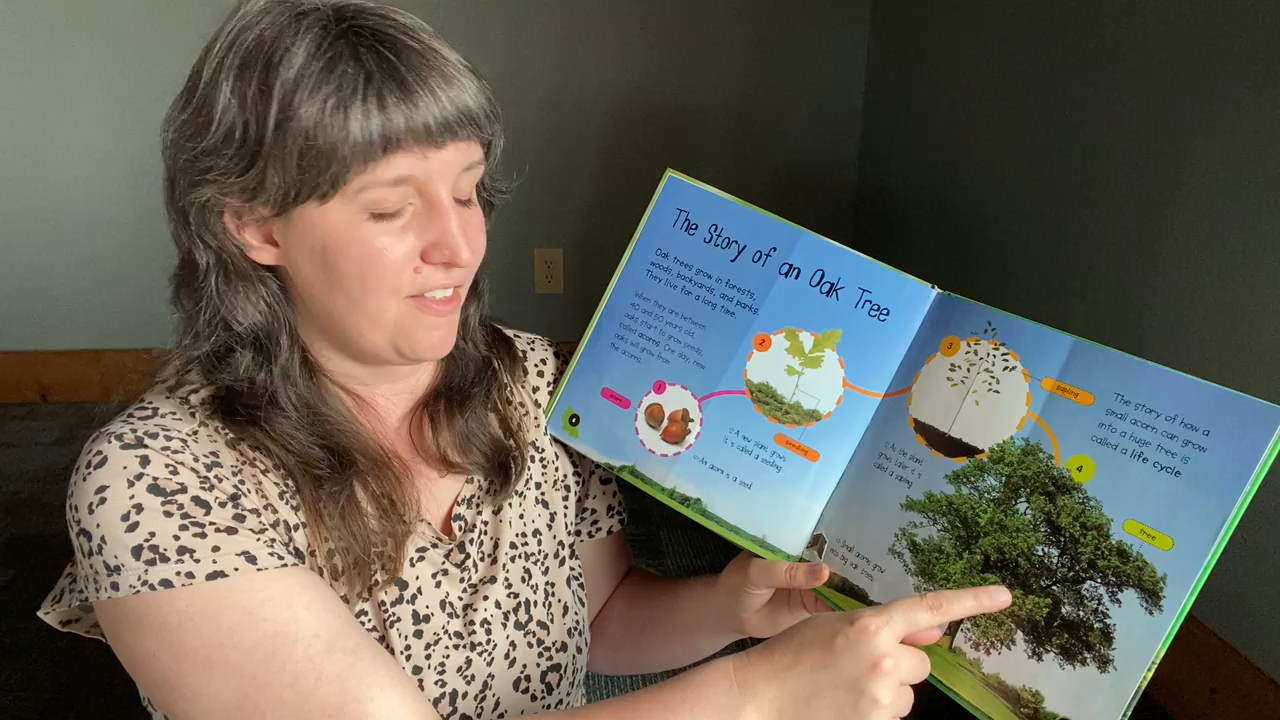 The Story of an Oak Tree
Oak trees grow in forests,
woods, backyards, and parks.
They live for a long time.
When they are between
40 and 50 years old,
oaks start to grow seeds,
called acorns. One day, new
oaks will grow from
the acorns.
1
acorn
An acorn is a seed.
2
seedling
A new plant grows.
It is called a seedling.
4
3
sapling
As the plant
grows taller it is
called a sapling.
The story of how a
small acorn can grow
into a huge tree is
called a life cycle.
4
tree
Small acorns grow
into big oak trees.